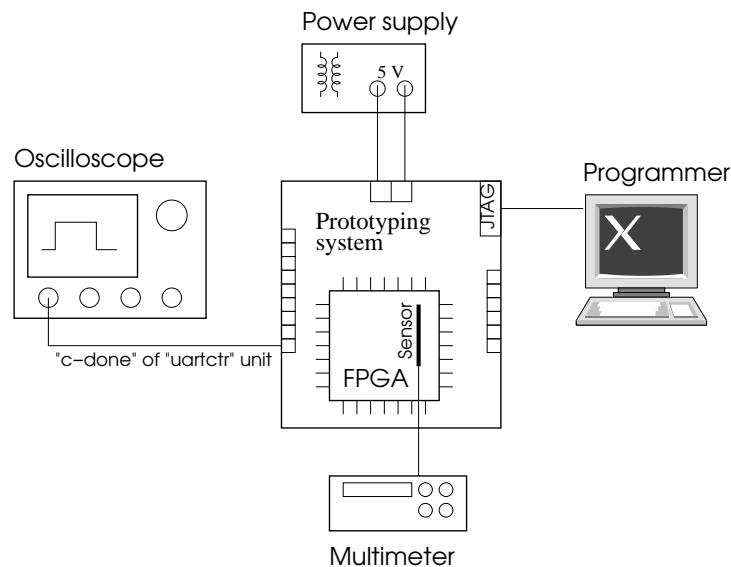 Power supply
5 V
Oscilloscope
Programmer
JTAG
Prototyping
system
X
Sensor
FPGA
"c−done" of "uartctr" unit
Multimeter